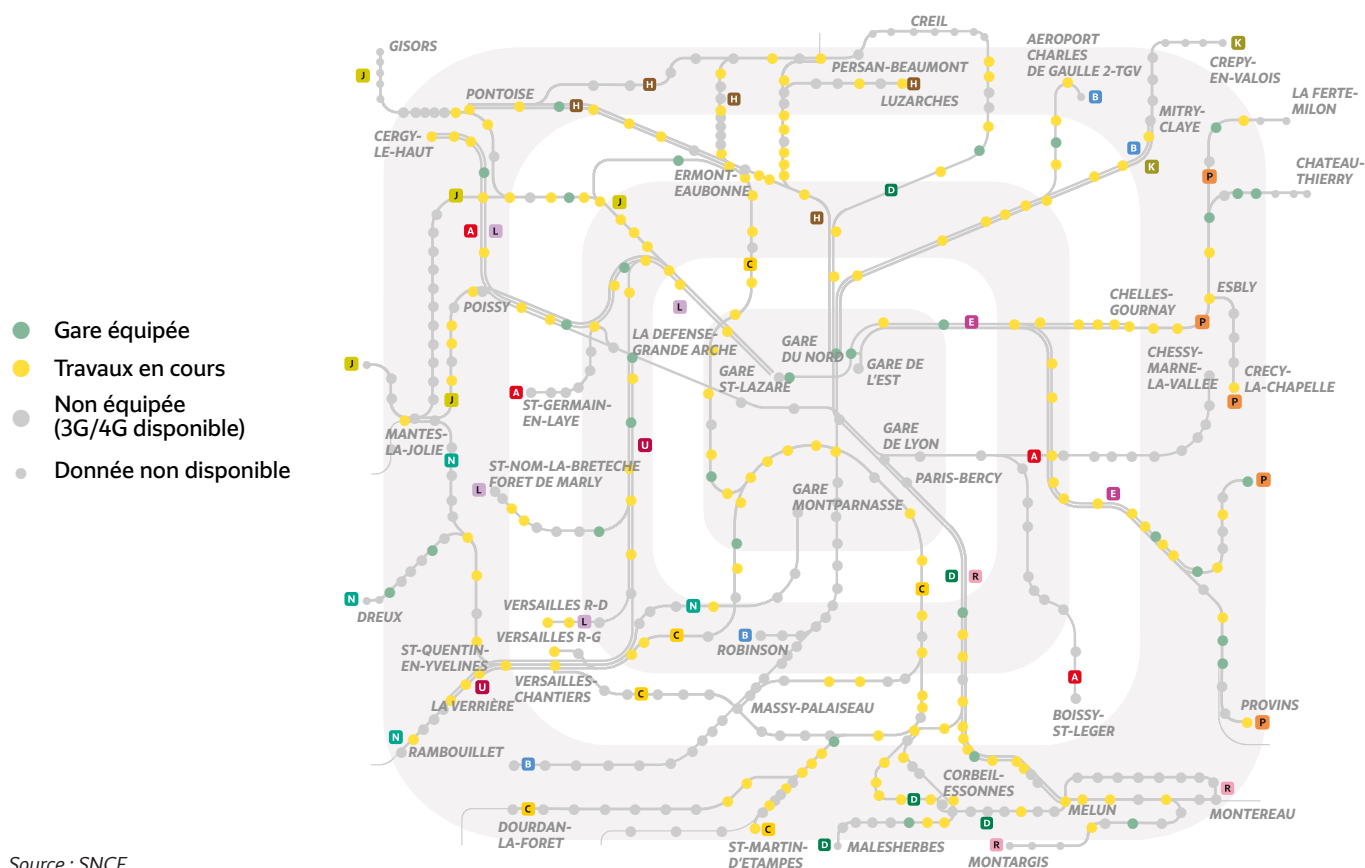 CREIL
GISORS
AEROPORT
CHARLES
DE GAULLE 2-TGV
K
CREPY-
EN-VALOIS
J
H
PERSAN-BEAUMONT
H
LUZARCHES
B
LA FERTE-
MILON
PONTOISE
H
H
MITRY-
CLAYE
CERGY-
LE-HAUT
B
K
CHATEAU-
THIERRY
ERMONT-
EAUBONNE
P
D
J
J
H
A
L
C
POISSY
L
CHELLES-
GOURNAY
ESBLY
Gare équipée
LA DEFENSE-
GRANDE ARCHE
GARE
DU NORD
E
P
Travaux en cours
GARE
ST-LAZARE
GARE DE
L'EST
CHESSY-
MARNE-
LA-VALLEE
CRECY-
LA-CHAPELLE
J
Non équipée
(3G/4G disponible)
A
ST-GERMAIN-
EN-LAYE
J
P
MANTES-
LA-JOLIE
GARE
DE LYON
U
A
N
Donnée non disponible
ST-NOM-LA-BRETECHE
FORET DE MARLY
L
PARIS-BERCY
GARE
MONTPARNASSE
E
P
D
R
C
N
DREUX
VERSAILLES R-D
L
N
VERSAILLES R-G
C
B
ROBINSON
ST-QUENTIN-
EN-YVELINES
U
LA VERRIÈRE
VERSAILLES-
CHANTIERS
C
A
MASSY-PALAISEAU
BOISSY-
ST-LEGER
PROVINS
P
N
RAMBOUILLET
B
CORBEIL-
ESSONNES
R
D
C
DOURDAN-
LA-FORET
D
MELUN
MONTEREAU
C
ST-MARTIN-
D'ETAMPES
D
MALESHERBES
R
MONTARGIS
Source : SNCF